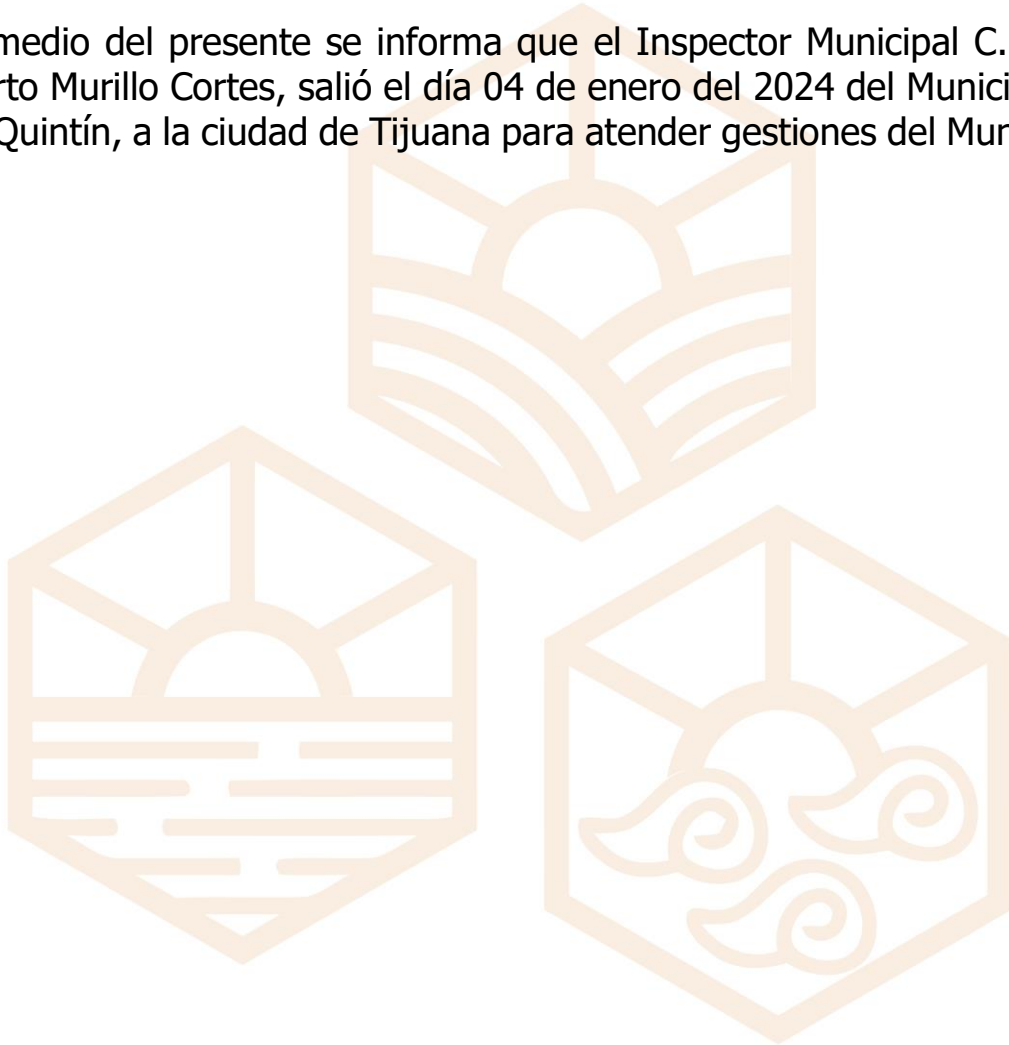 medio del presente se informa que el Inspector Municipal C.
rto Murillo Cortes, salió el día 04 de enero del 2024 del Munici
Quintín, a la ciudad de Tijuana para atender gestiones del Mun